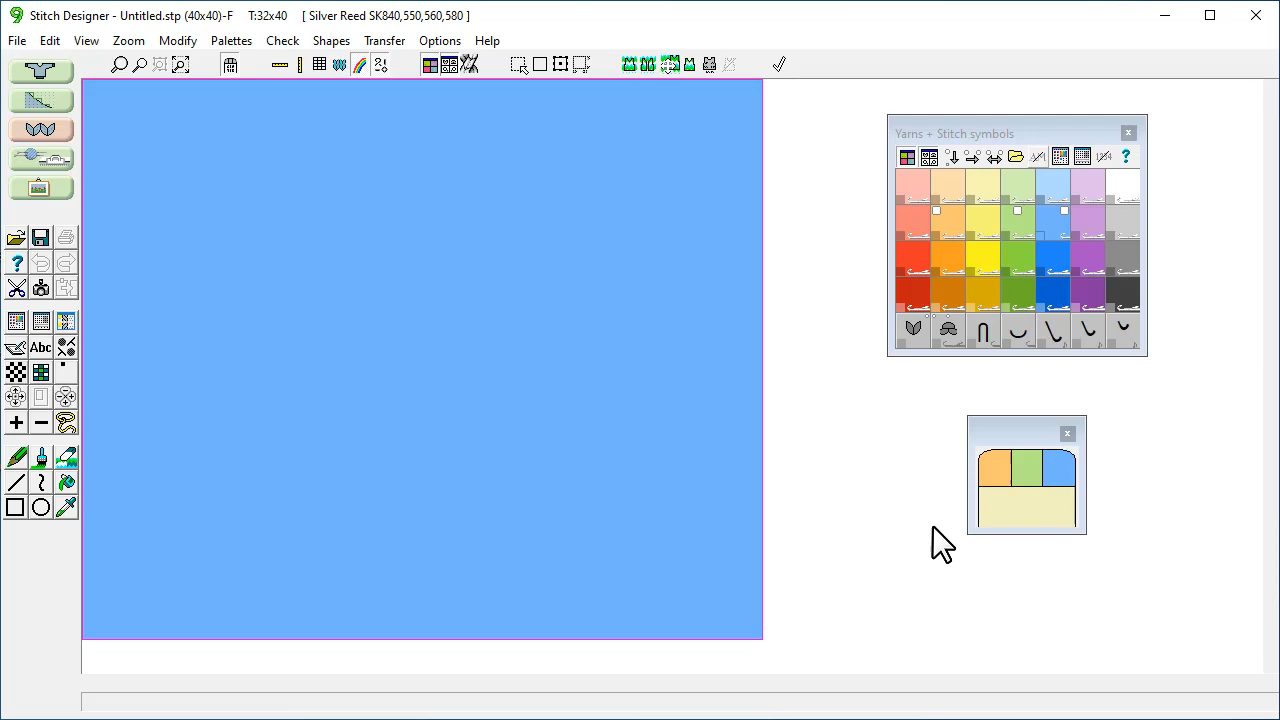 Stitch Designer - Untitled.stp (40x40)-F T:32x40 [ Silver Reed SK840,550,560,580 ]
File Edit View Zoom Modify Palettes Check Shapes Transfer Options Help
Yarns + Stitch symbols
Abc